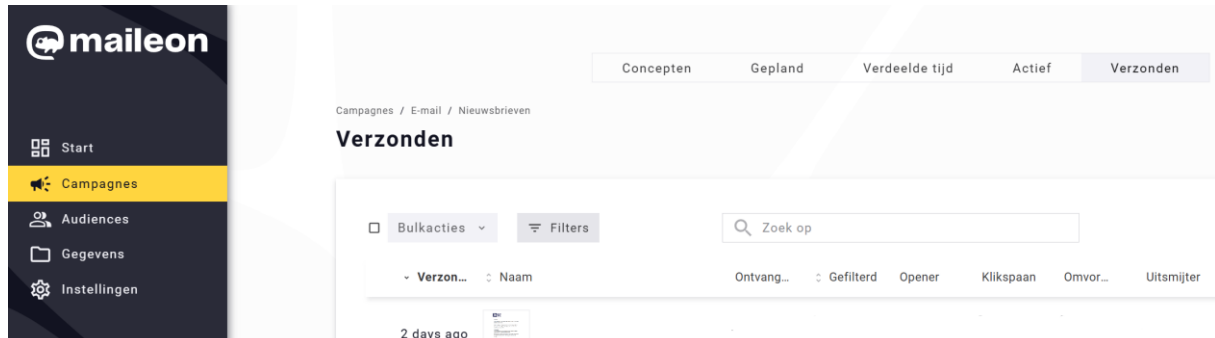 maileon
Concepten Gepland Verdeelde tijd Actief Verzonden
Campagnes / E-mail / Nieuwsbrieven
Verzonden
Start
Campagnes
Audiences
Gegevens
Instellingen
Bulkacties Filters Zoek op
Verzon... Naam Ontvang... Gefilterd Opener Klikspaan Omvor... Uitsmijter
2 days ago